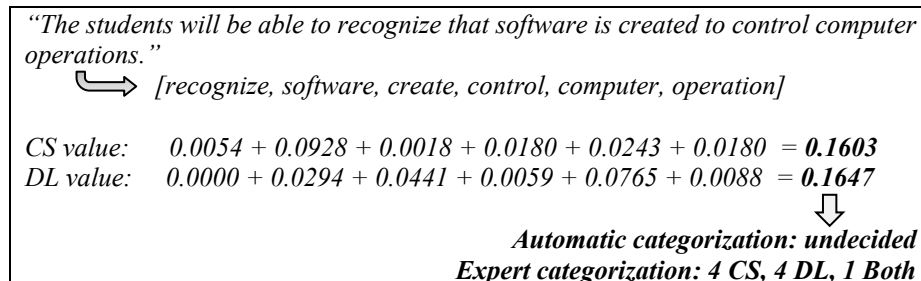 “The students will be able to recognize that software is created to control computer
operations.”
[recognize, software, create, control, computer, operation]
CS value: 0.0054 + 0.0928 + 0.0018 + 0.0180 + 0.0243 + 0.0180 = 0.1603
DL value: 0.0000 + 0.0294 + 0.0441 + 0.0059 + 0.0765 + 0.0088 = 0.1647
Automatic categorization: undecided
Expert categorization: 4 CS, 4 DL, 1 Both